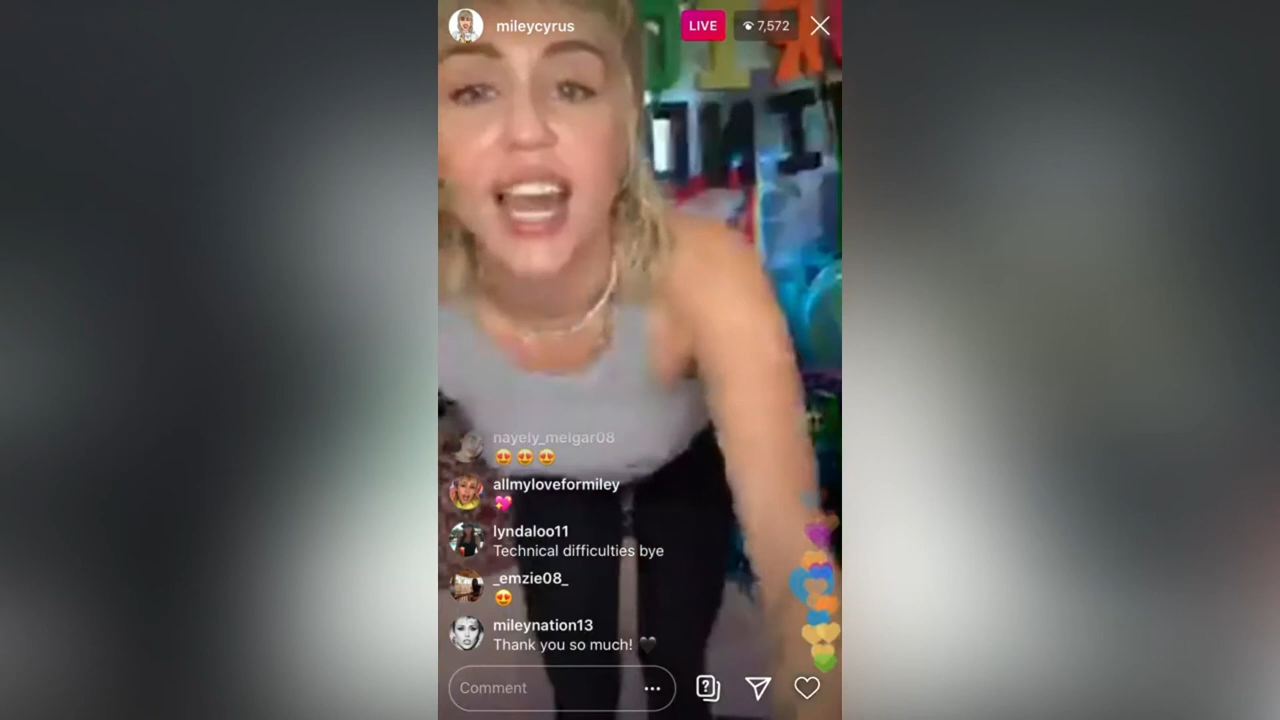 mileycyrus
LIVE
7,572
nayely_melgar08
😍 😍 😍
allmyloveformiley
💖
lyndaloo11
Technical difficulties bye
_emzie08_
😍
mileynation13
Thank you so much! 🖤
Comment